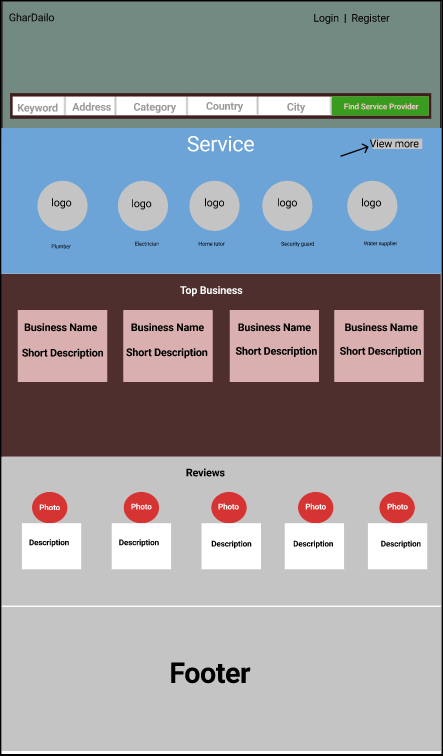 GharDailo
Login | Register
Keyword Address Category Country City Find Service Provider
Service
View more
logo logo logo logo logo
Plumber Electrician Home tutor Security guard Water supplier
Top Business
Business Name Business Name Business Name Business Name
Short Description Short Description Short Description Short Description
Reviews
Photo Photo Photo Photo Photo
Description Description Description Description Description
Footer